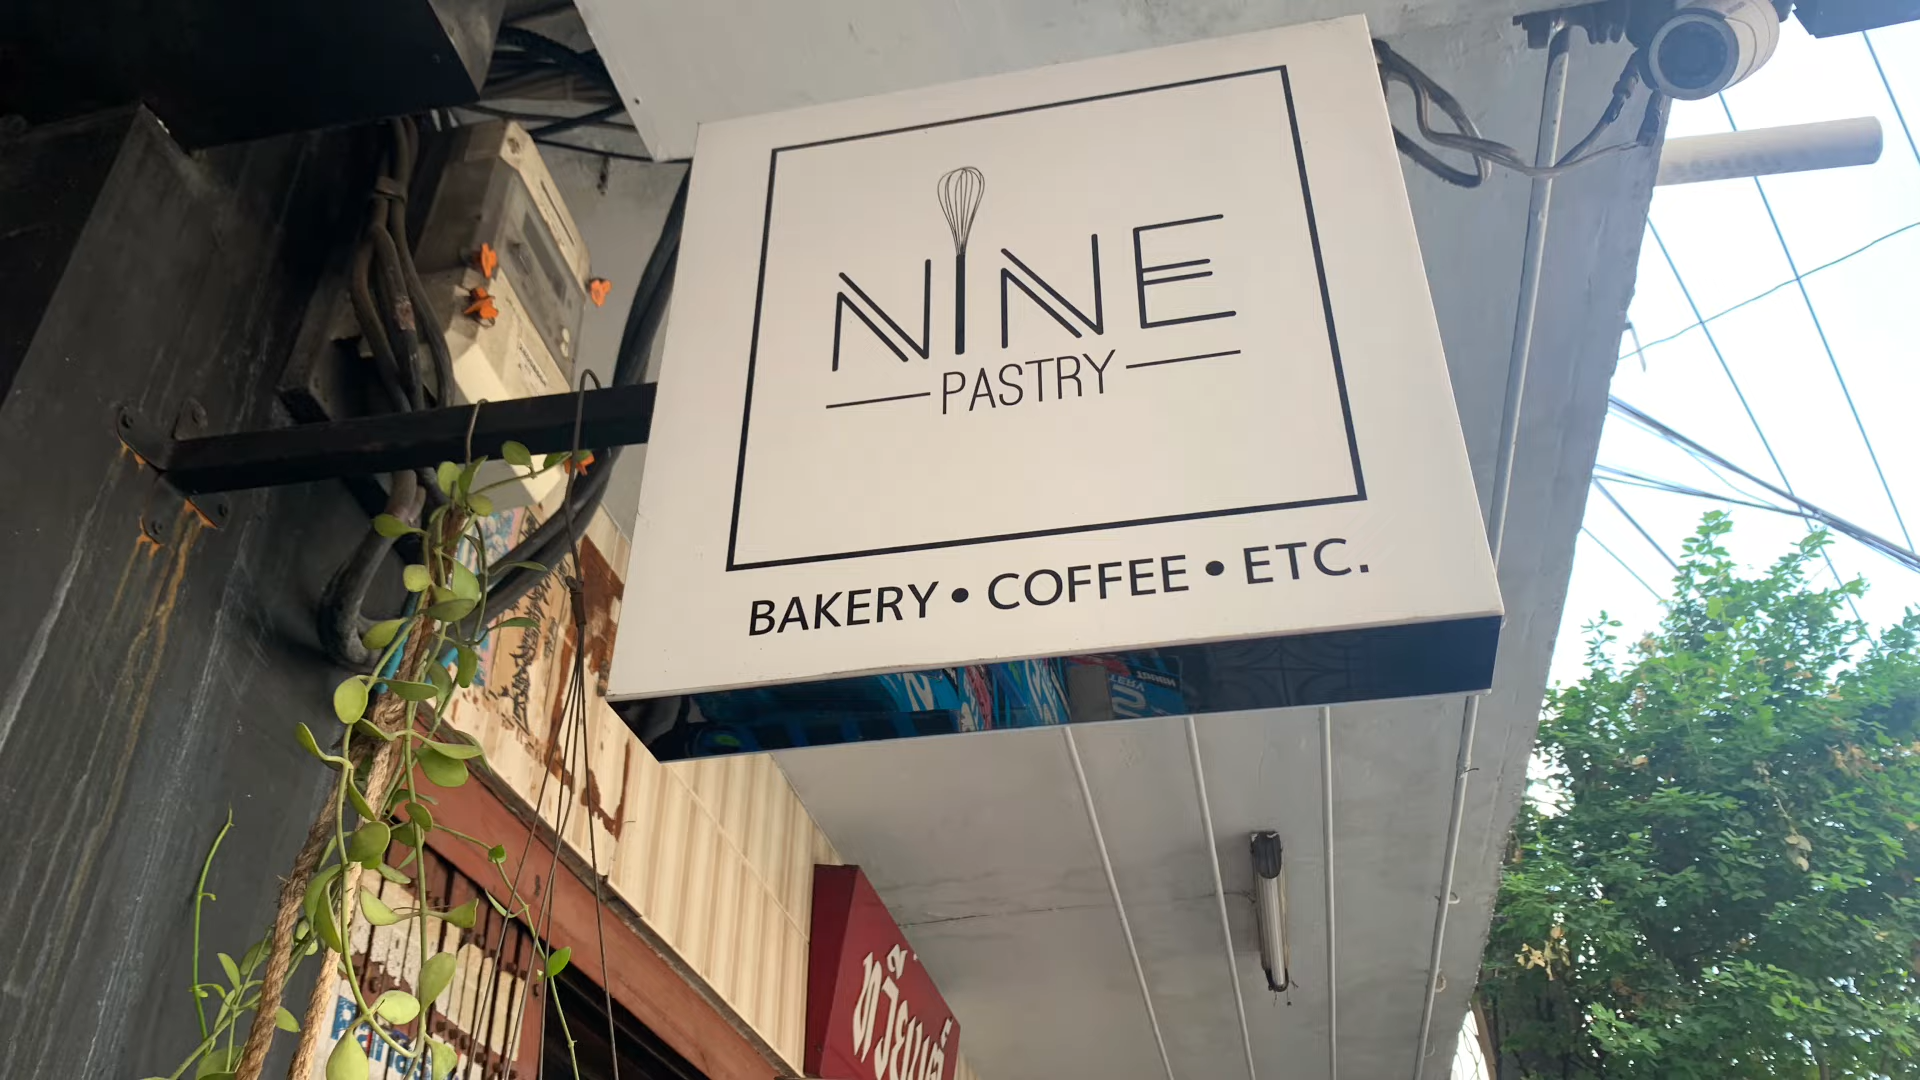 NINE
PASTRY
BAKERY • COFFEE • ETC.